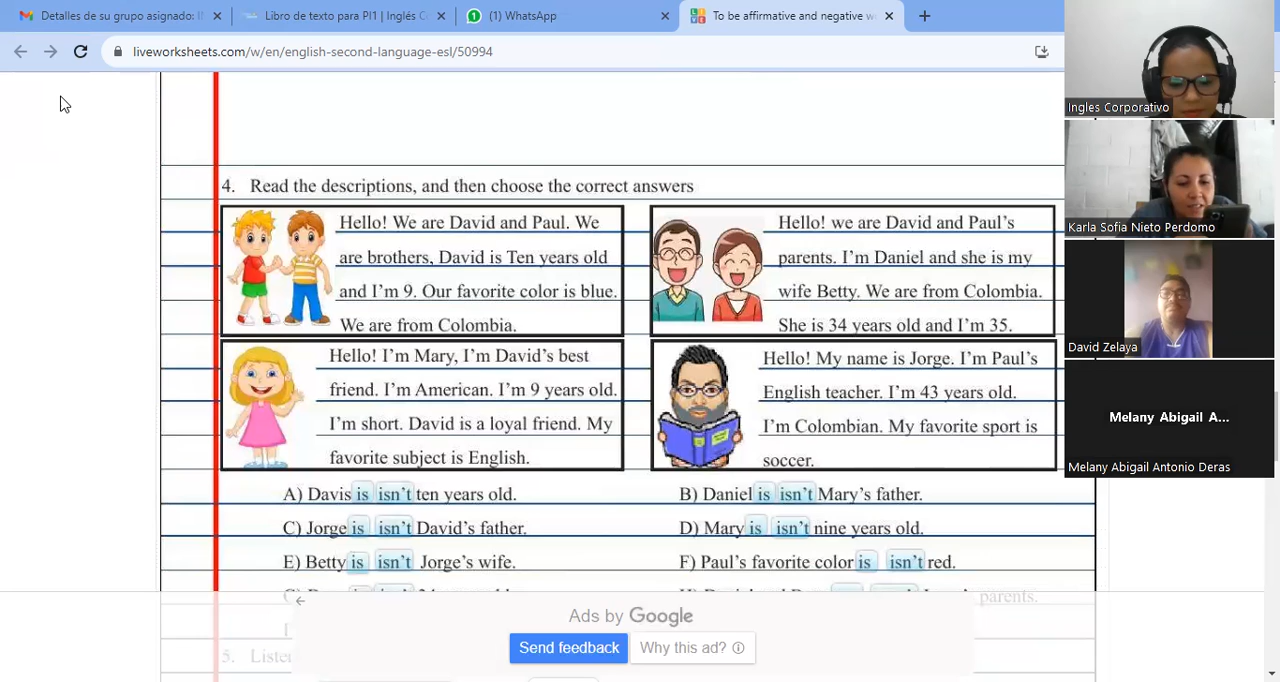 Detalles de su grupo asignado: I
Libro de texto para PI1 | Inglés C
(1) WhatsApp
To be affirmative and negative w
liveworksheets.com/w/en/english-second-language-esl/50994
Ingles Corporativo
Karla Sofia Nieto Perdomo
David Zelaya
Melany Abigail A...
Melany Abigail Antonio Deras
4. Read the descriptions, and then choose the correct answers
Hello! We are David and Paul. We
are brothers, David is Ten years old
and I'm 9. Our favorite color is blue.
We are from Colombia.
Hello! we are David and Paul's
parents. I'm Daniel and she is my
wife Betty. We are from Colombia.
She is 34 years old and I'm 35.
Hello! I'm Mary, I'm David's best
friend. I'm American. I'm 9 years old.
I'm short. David is a loyal friend. My
favorite subject is English.
Hello! My name is Jorge. I'm Paul's
English teacher. I'm 43 years old.
I'm Colombian. My favorite sport is
soccer.
A) Davis is isn't ten years old.
B) Daniel is isn't Mary's father.
C) Jorge is isn't David's father.
D) Mary is isn't nine years old.
E) Betty is isn't Jorge's wife.
F) Paul's favorite color is isn't red.
parents.
Ads by Google
Send feedback
Why this ad?
5. Listen